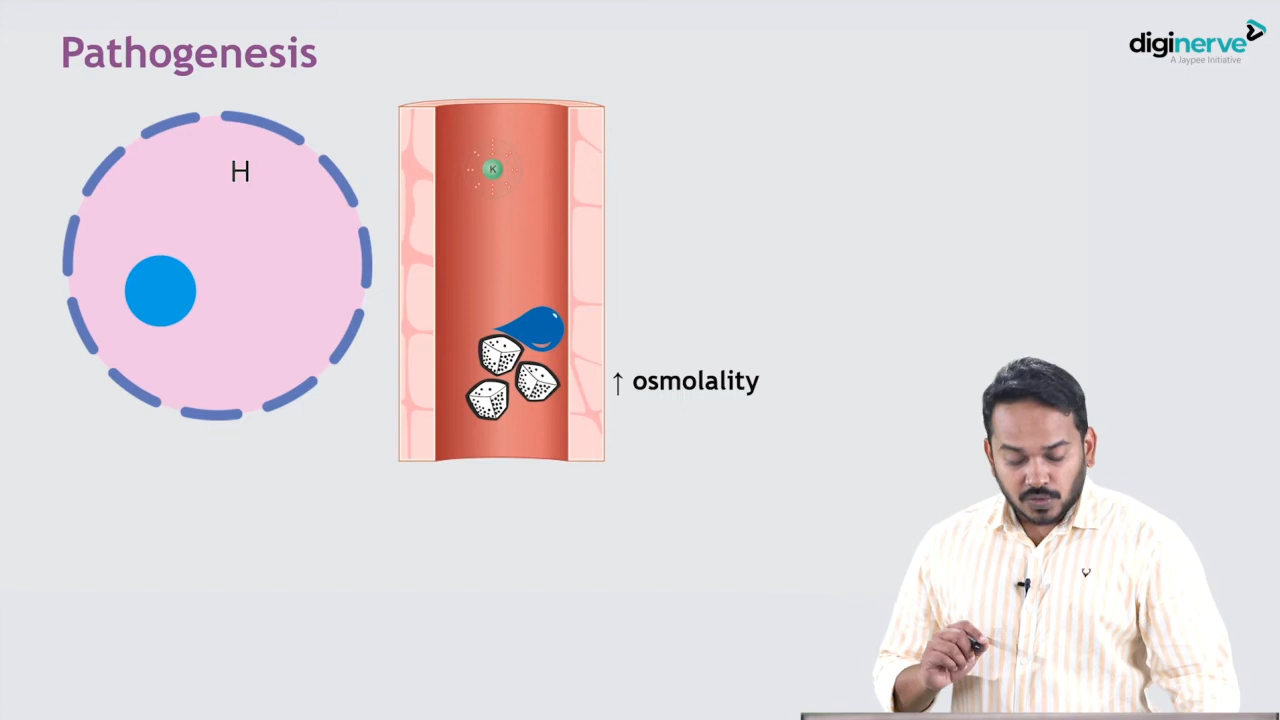 Pathogenesis
diginerve
A Jaypee Initiative
H
K
↑ osmolality